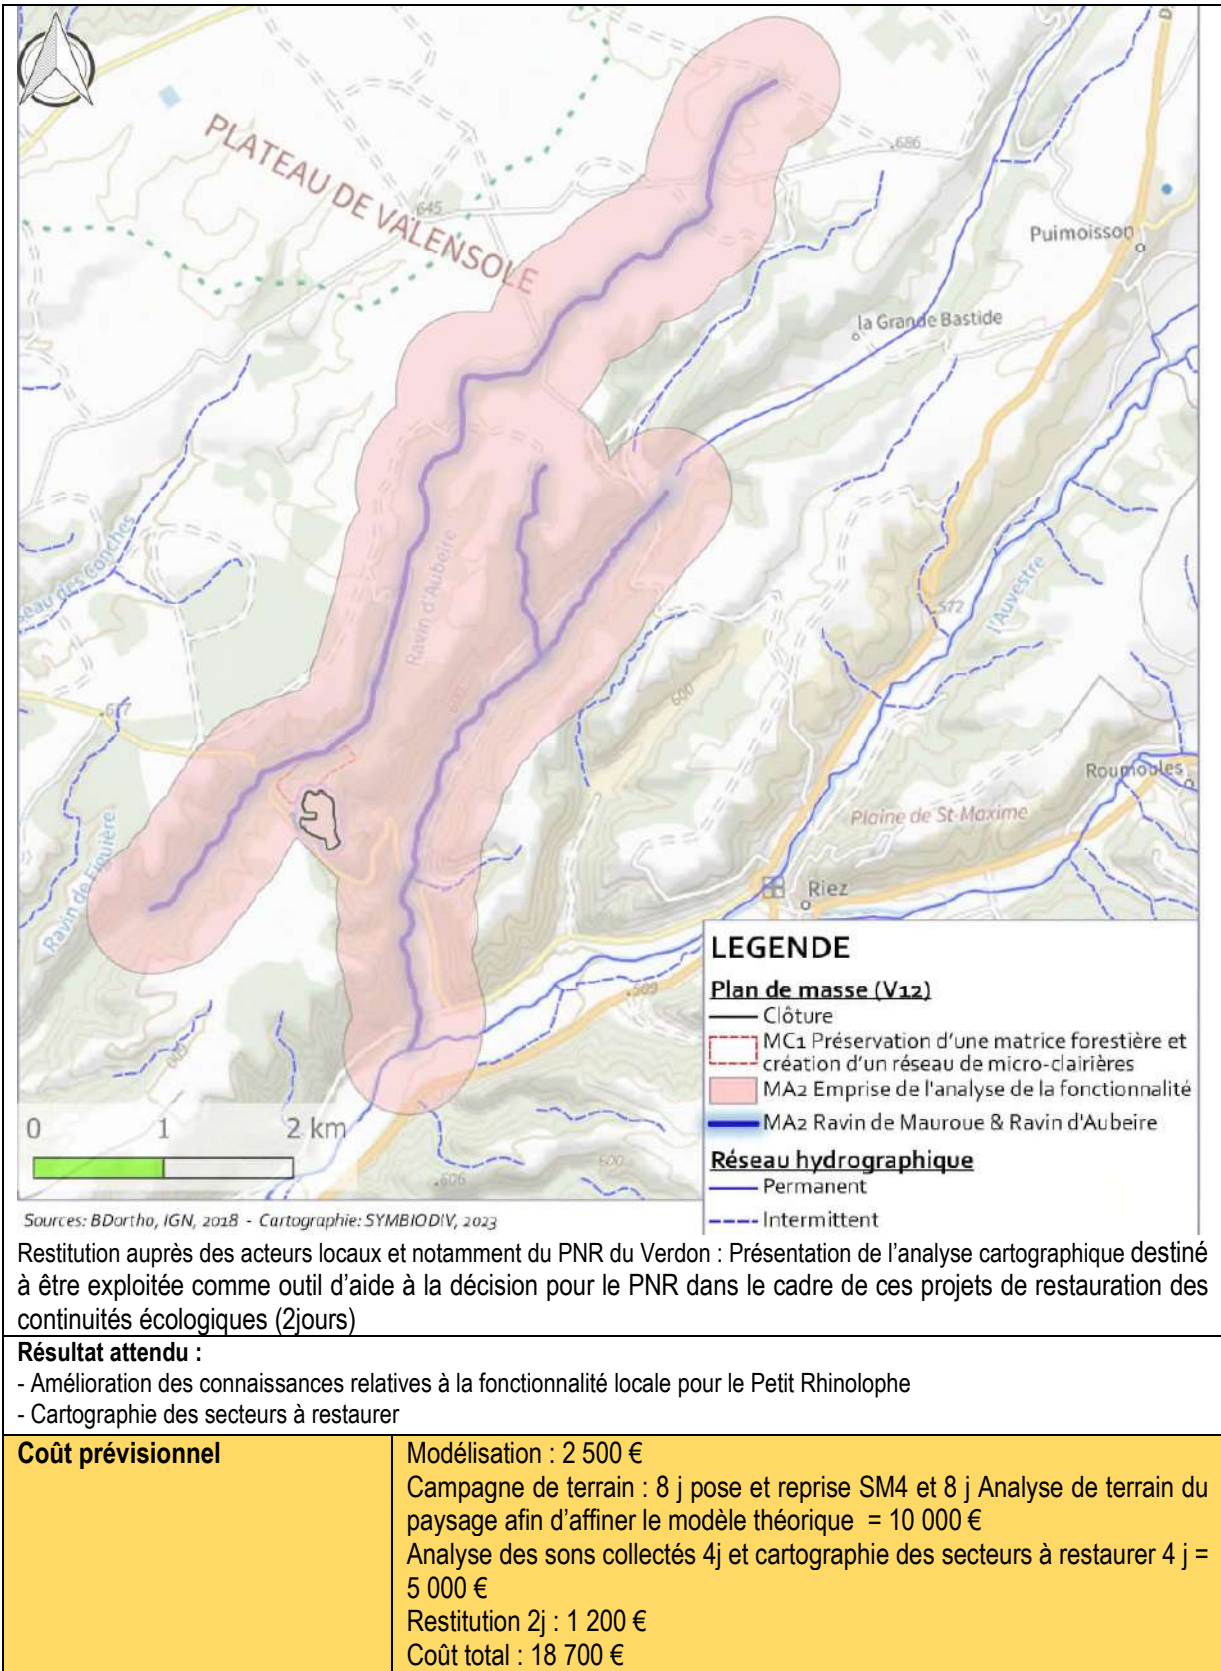 PLATEAU DE VALENSOLE
645
.686
Puimoisson
la Grande Bastide
Ravin d'Aubeire
l'Auvestre
572
600
.617
Roumoules
Plaine de St-Maxime
Ravin de Figuière
Riez
.509
600
.606
0 1 2 km
LEGENDE
Plan de masse (V12)
Clôture
MC1 Préservation d'une matrice forestière et
création d'un réseau de micro-clairières
MA2 Emprise de l'analyse de la fonctionnalité
MA2 Ravin de Mauroue & Ravin d'Aubeire
Réseau hydrographique
Permanent
Intermittent
Sources: BDortho, IGN, 2018 - Cartographie: SYMBIODIV, 2023
Restitution auprès des acteurs locaux et notamment du PNR du Verdon : Présentation de l'analyse cartographique destiné
à être exploitée comme outil d'aide à la décision pour le PNR dans le cadre de ces projets de restauration des
continuités écologiques (2jours)
Résultat attendu :
- Amélioration des connaissances relatives à la fonctionnalité locale pour le Petit Rhinolophe
- Cartographie des secteurs à restaurer
Coût prévisionnel
Modélisation : 2 500 €
Campagne de terrain : 8 j pose et reprise SM4 et 8 j Analyse de terrain du
paysage afin d'affiner le modèle théorique = 10 000 €
Analyse des sons collectés 4j et cartographie des secteurs à restaurer 4 j =
5 000 €
Restitution 2j : 1 200 €
Coût total : 18 700 €